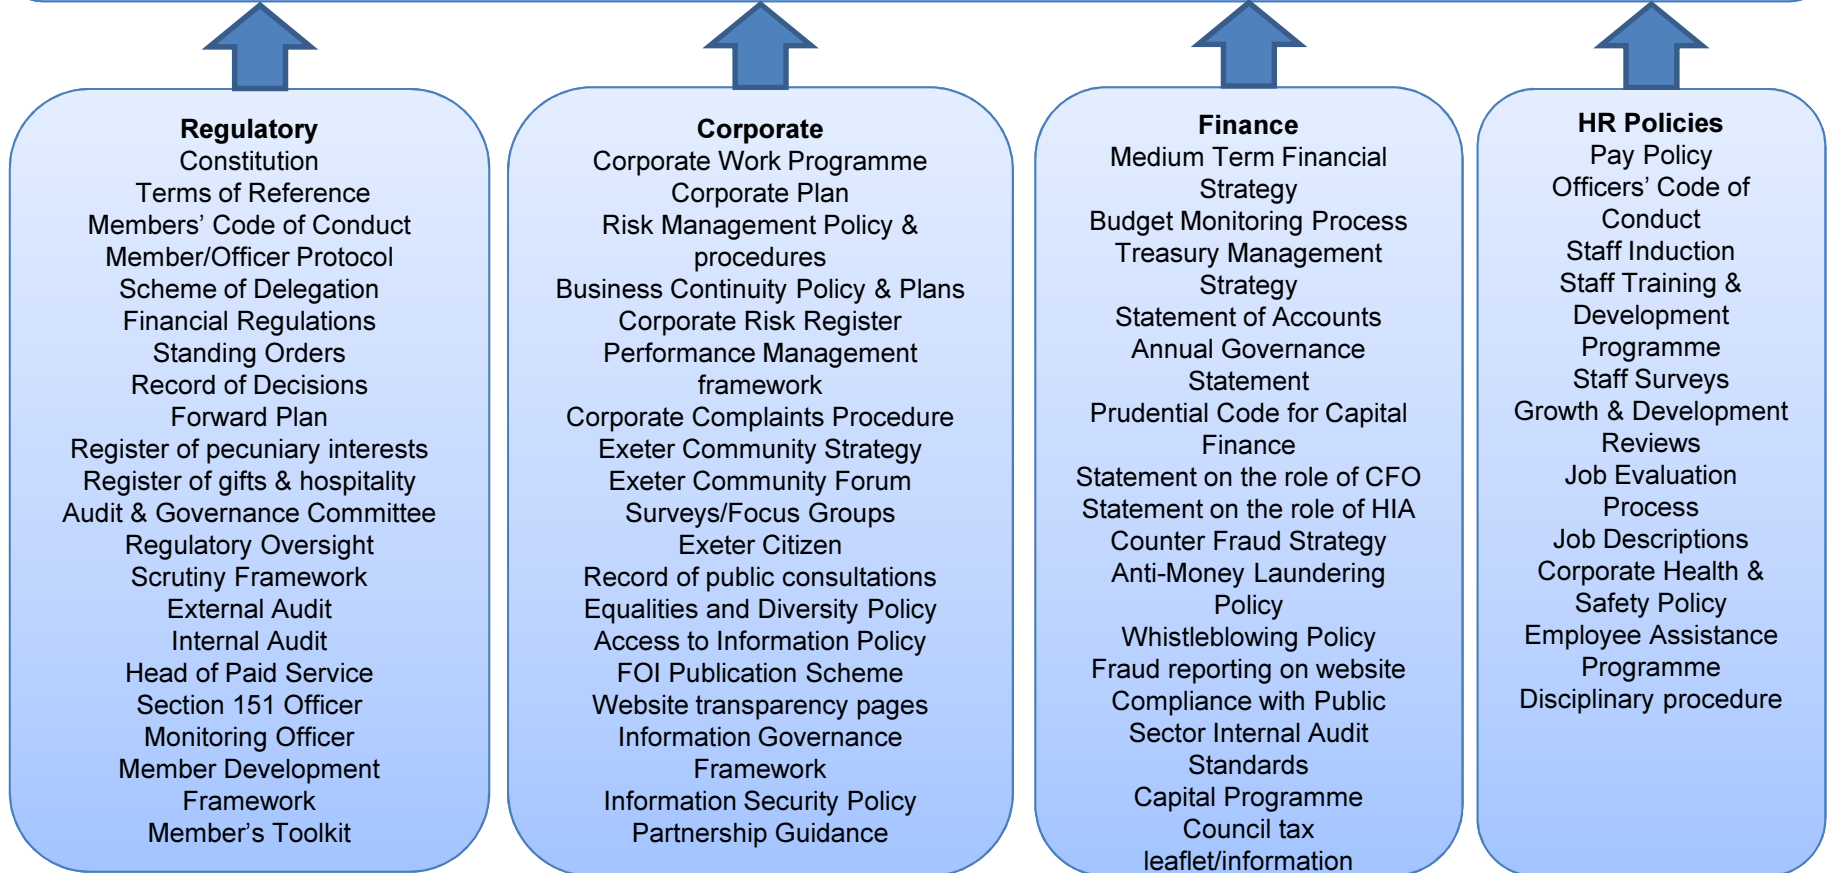 Regulatory
Constitution
Terms of Reference
Members’ Code of Conduct
Member/Officer Protocol
Scheme of Delegation
Financial Regulations
Standing Orders
Record of Decisions
Forward Plan
Register of pecuniary interests
Register of gifts & hospitality
Audit & Governance Committee
Regulatory Oversight
Scrutiny Framework
External Audit
Internal Audit
Head of Paid Service
Section 151 Officer
Monitoring Officer
Member Development
Framework
Member’s Toolkit
Corporate
Corporate Work Programme
Corporate Plan
Risk Management Policy &
procedures
Business Continuity Policy & Plans
Corporate Risk Register
Performance Management
framework
Corporate Complaints Procedure
Exeter Community Strategy
Exeter Community Forum
Surveys/Focus Groups
Exeter Citizen
Record of public consultations
Equalities and Diversity Policy
Access to Information Policy
FOI Publication Scheme
Website transparency pages
Information Governance
Framework
Information Security Policy
Partnership Guidance
Finance
Medium Term Financial
Strategy
Budget Monitoring Process
Treasury Management
Strategy
Statement of Accounts
Annual Governance
Statement
Prudential Code for Capital
Finance
Statement on the role of CFO
Statement on the role of HIA
Counter Fraud Strategy
Anti-Money Laundering
Policy
Whistleblowing Policy
Fraud reporting on website
Compliance with Public
Sector Internal Audit
Standards
Capital Programme
Council tax
leaflet/information
HR Policies
Pay Policy
Officers’ Code of
Conduct
Staff Induction
Staff Training &
Development
Programme
Staff Surveys
Growth & Development
Reviews
Job Evaluation
Process
Job Descriptions
Corporate Health &
Safety Policy
Employee Assistance
Programme
Disciplinary procedure